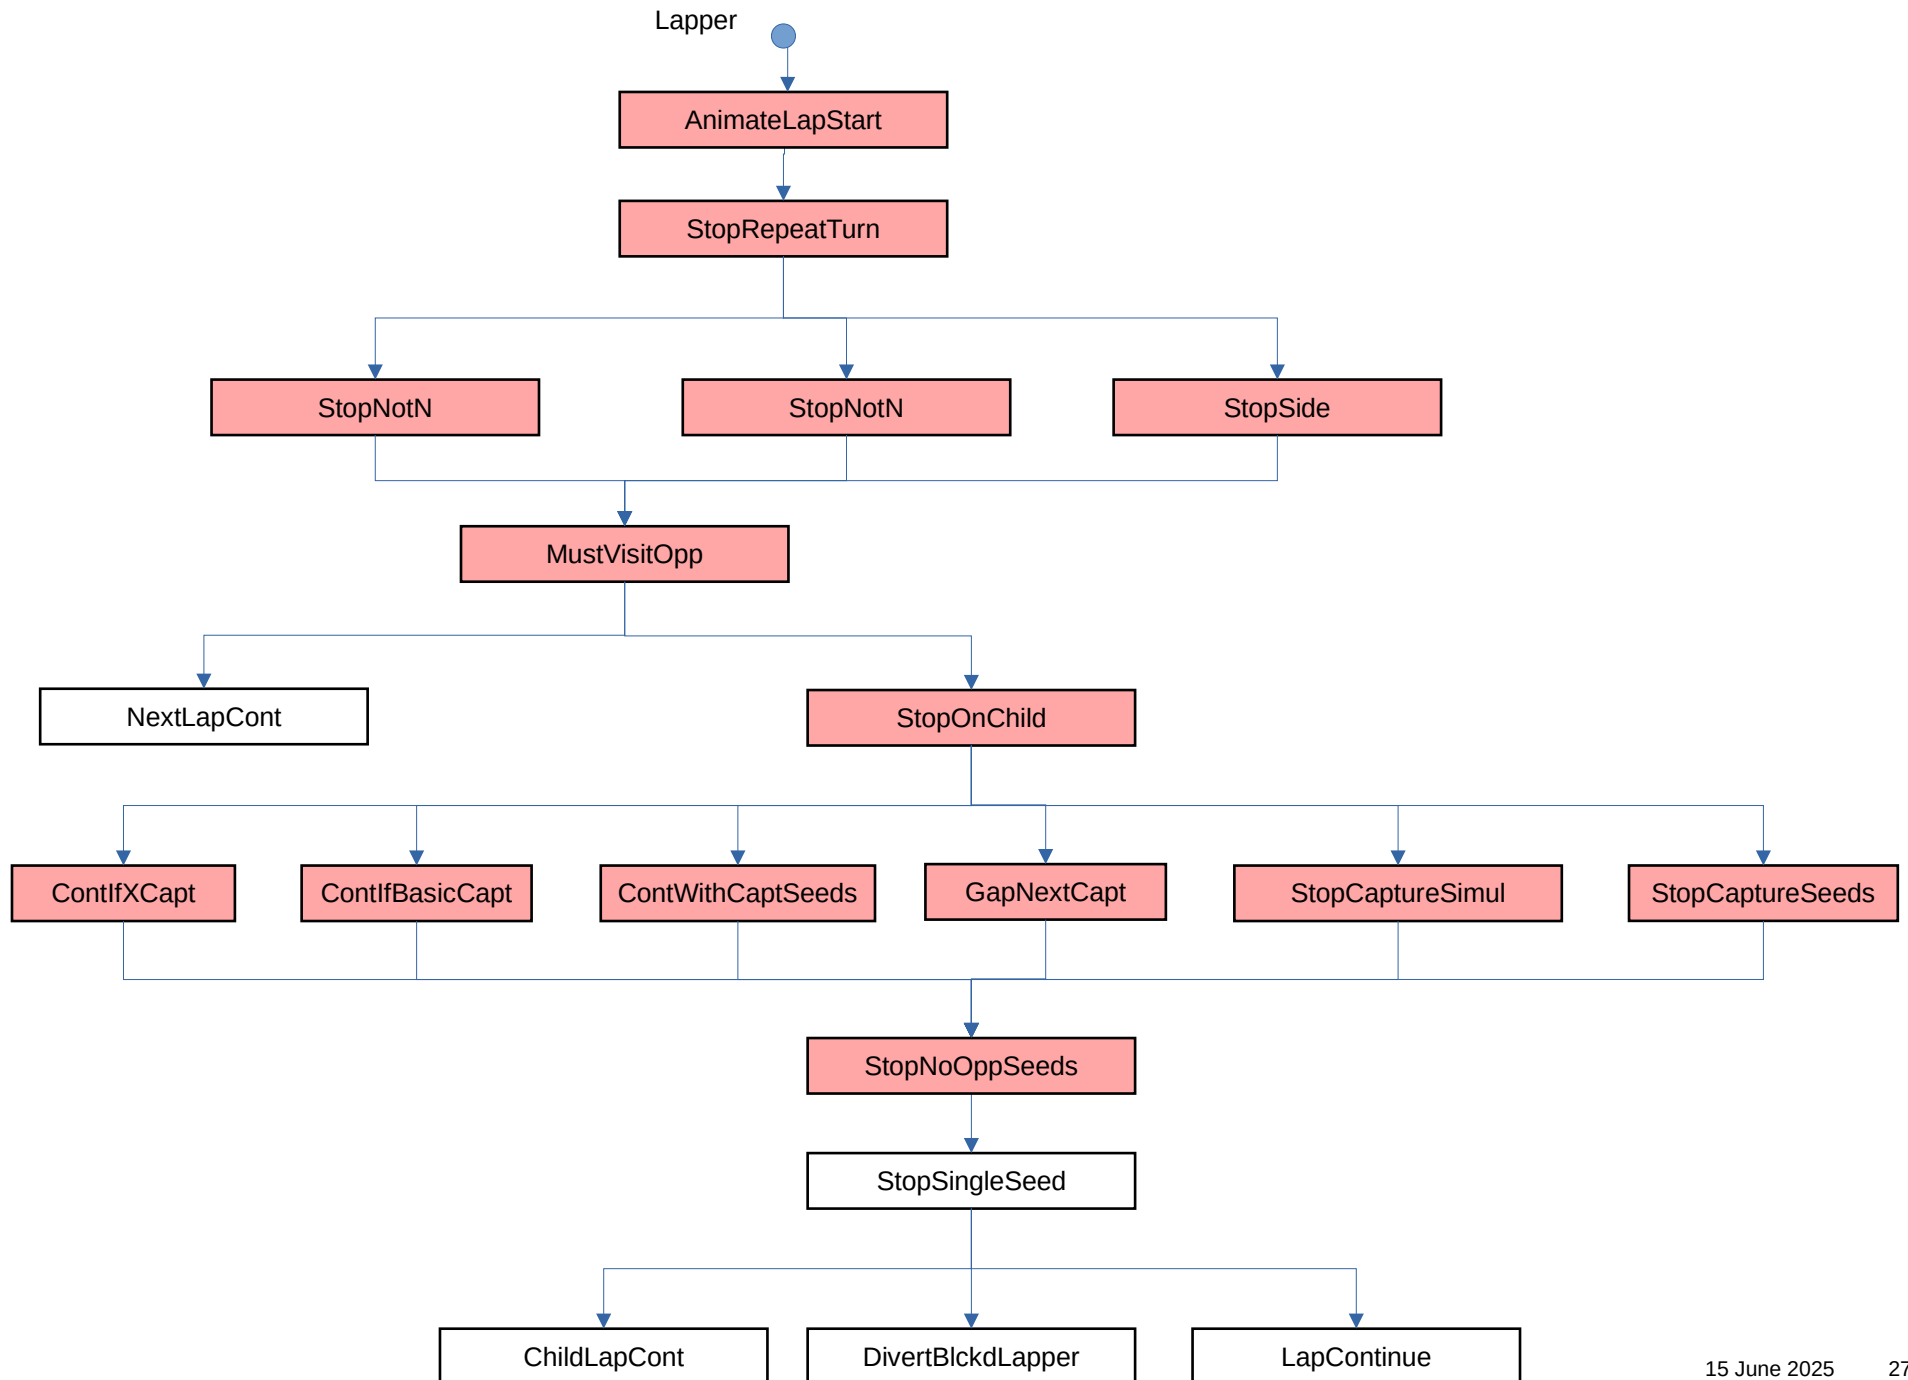 Lapper
AnimateLapStart
StopRepeatTurn
StopNotN
StopNotN
StopSide
MustVisitOpp
NextLapCont
StopOnChild
ContIfXCapt
ContIfBasicCapt
ContWithCaptSeeds
GapNextCapt
StopCaptureSimul
StopCaptureSeeds
StopNoOppSeeds
StopSingleSeed
ChildLapCont
DivertBlckdLapper
LapContinue
15 June 2025 27